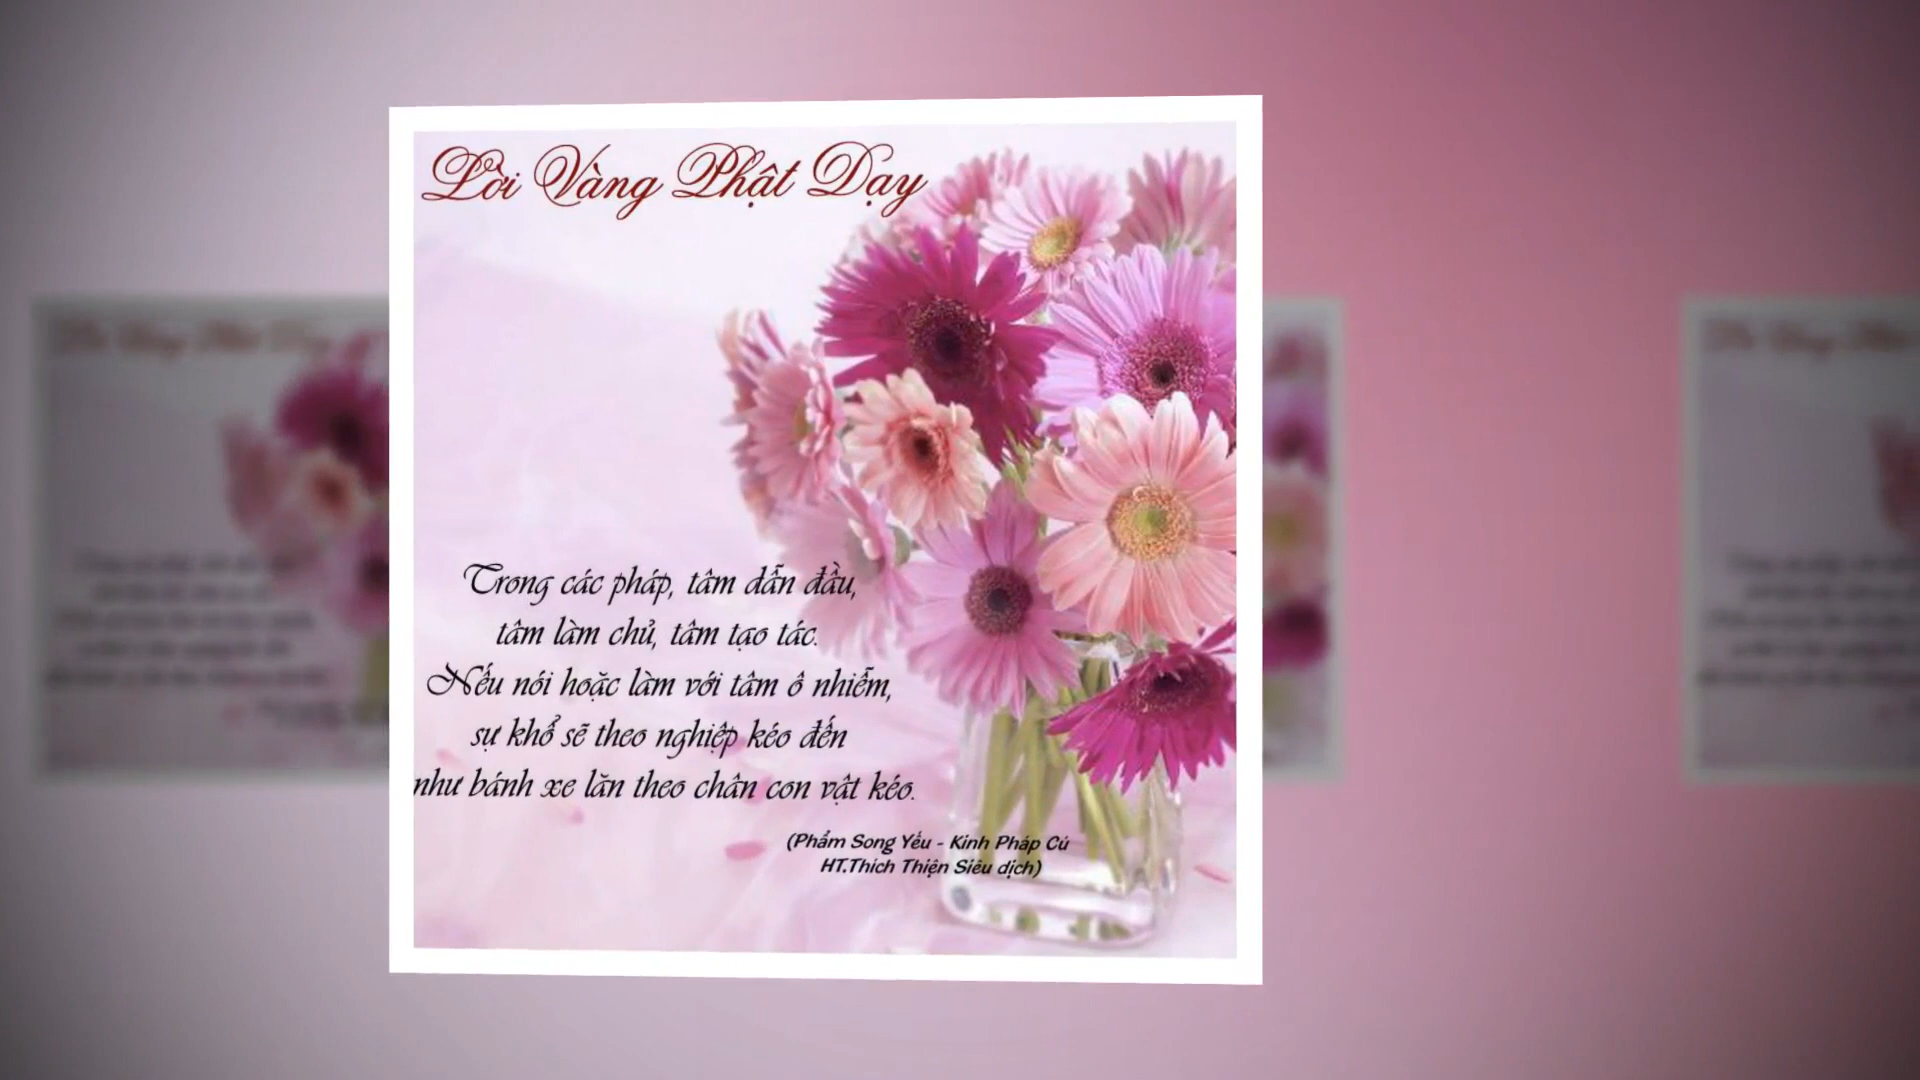 Lời Vàng Phật Dạy
Trong các pháp, tâm dẫn đầu,
tâm làm chủ, tâm tạo tác.
Nếu nói hoặc làm với tâm ô nhiễm,
sự khổ sẽ theo nghiệp kéo đến
như bánh xe lăn theo chân con vật kéo.
(Phẩm Song Yếu - Kinh Pháp Cú
HT.Thích Thiện Siêu dịch)